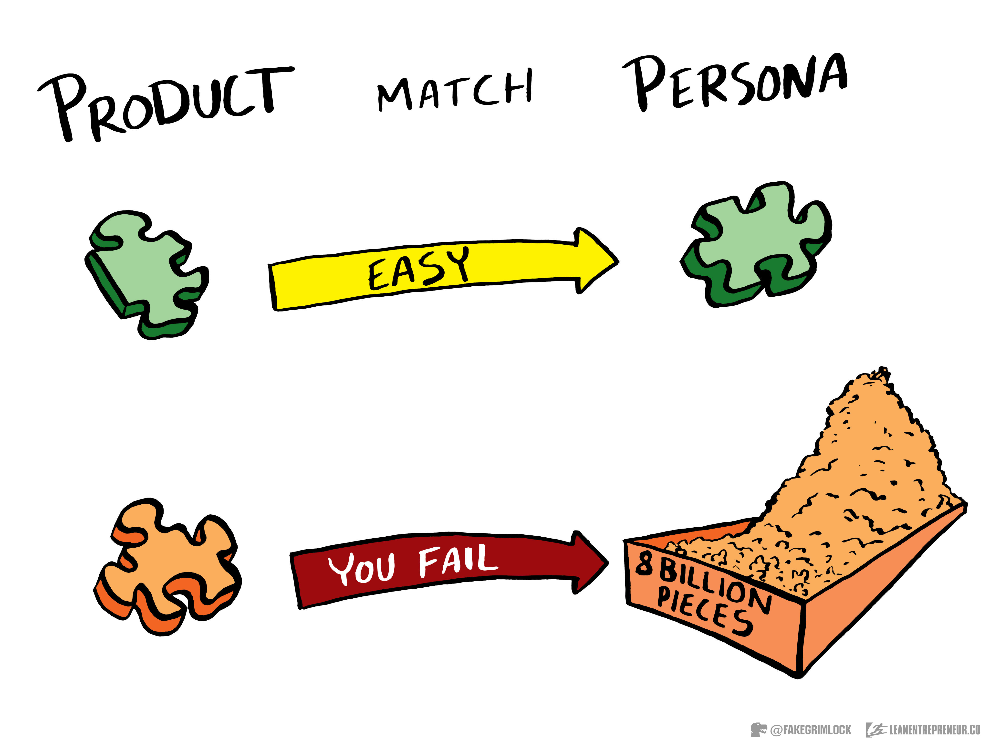 PRODUCT MATCH PERSONA
EASY
YOU FAIL
8 BILLION
PIECES
@FAKEGRIMLOCK LEANENTREPRENEUR.CO